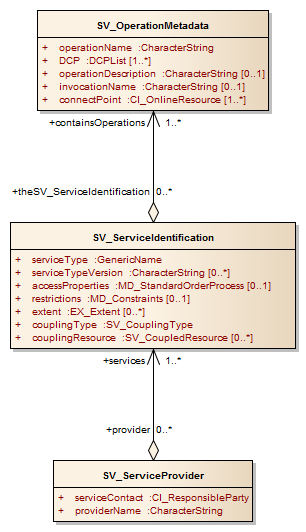 SV_OperationMetadata
+ operationName :CharacterString
+ DCP :DCPList [1..*]
+ operationDescription :CharacterString [0..1]
+ invocationName :CharacterString [0..1]
+ connectPoint :CI_OnlineResource [1..*]
+containsOperations 1..*
+theSV_ServiceIdentification 0..*
SV_ServiceIdentification
+ serviceType :GenericName
+ serviceTypeVersion :CharacterString [0..*]
+ accessProperties :MD_StandardOrderProcess [0..1]
+ restrictions :MD_Constraints [0..1]
+ extent :EX_Extent [0..*]
+ couplingType :SV_CouplingType
+ couplingResource :SV_CoupledResource [0..*]
+services 1..*
+provider 0..*
SV_ServiceProvider
+ serviceContact :CI_ResponsibleParty
+ providerName :CharacterString